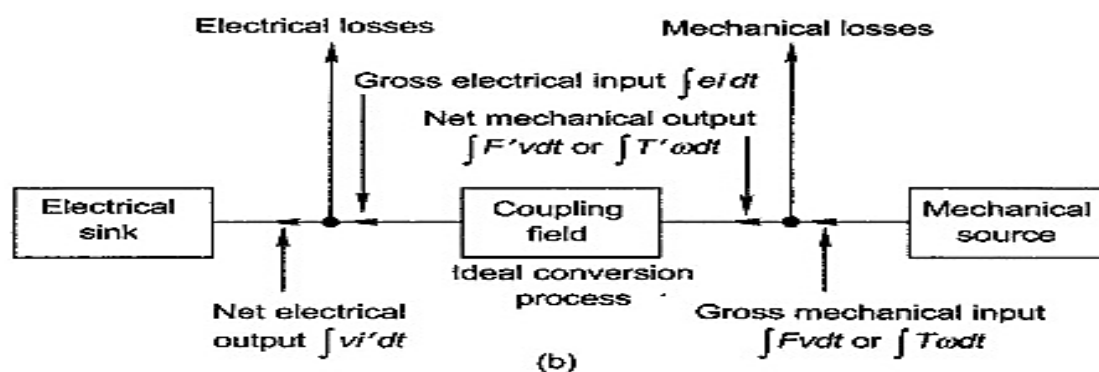 Electrical losses
Mechanical losses
Gross electrical input ∫ ei dt
Net mechanical output
∫ F′vdt or ∫ T′ωdt
Electrical
sink
Coupling
field
Mechanical
source
Ideal conversion
process
Net electrical
output ∫ vi′dt
Gross mechanical input
∫ Fvdt or ∫ Tωdt
(b)